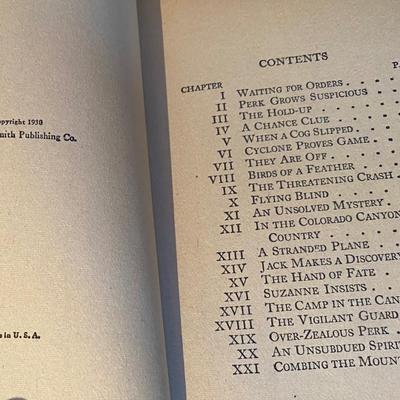 opyright 1930
mith Publishing Co.
e in U. S. A.
CONTENTS
CHAPTER P
I WAITING FOR ORDERS . .
II PERK GROWS SUSPICIOUS . .
III THE HOLD-UP . . . .
IV A CHANCE CLUE . . . .
V WHEN A COG SLIPPED . . .
VI CYCLONE PROVES GAME . . .
VII THEY ARE OFF . . . .
VIII BIRDS OF A FEATHER . . .
IX THE THREATENING CRASH . .
X FLYING BLIND . . . .
XI AN UNSOLVED MYSTERY . . .
XII IN THE COLORADO CANYON
COUNTRY . . . .
XIII A STRANDED PLANE . . .
XIV JACK MAKES A DISCOVERY
XV THE HAND OF FATE . . .
XVI SUZANNE INSISTS . . .
XVII THE CAMP IN THE CAN
XVIII THE VIGILANT GUARD
XIX OVER-ZEALOUS PERK . .
XX AN UNSUBDUED SPIRI
XXI COMBING THE MOUNT